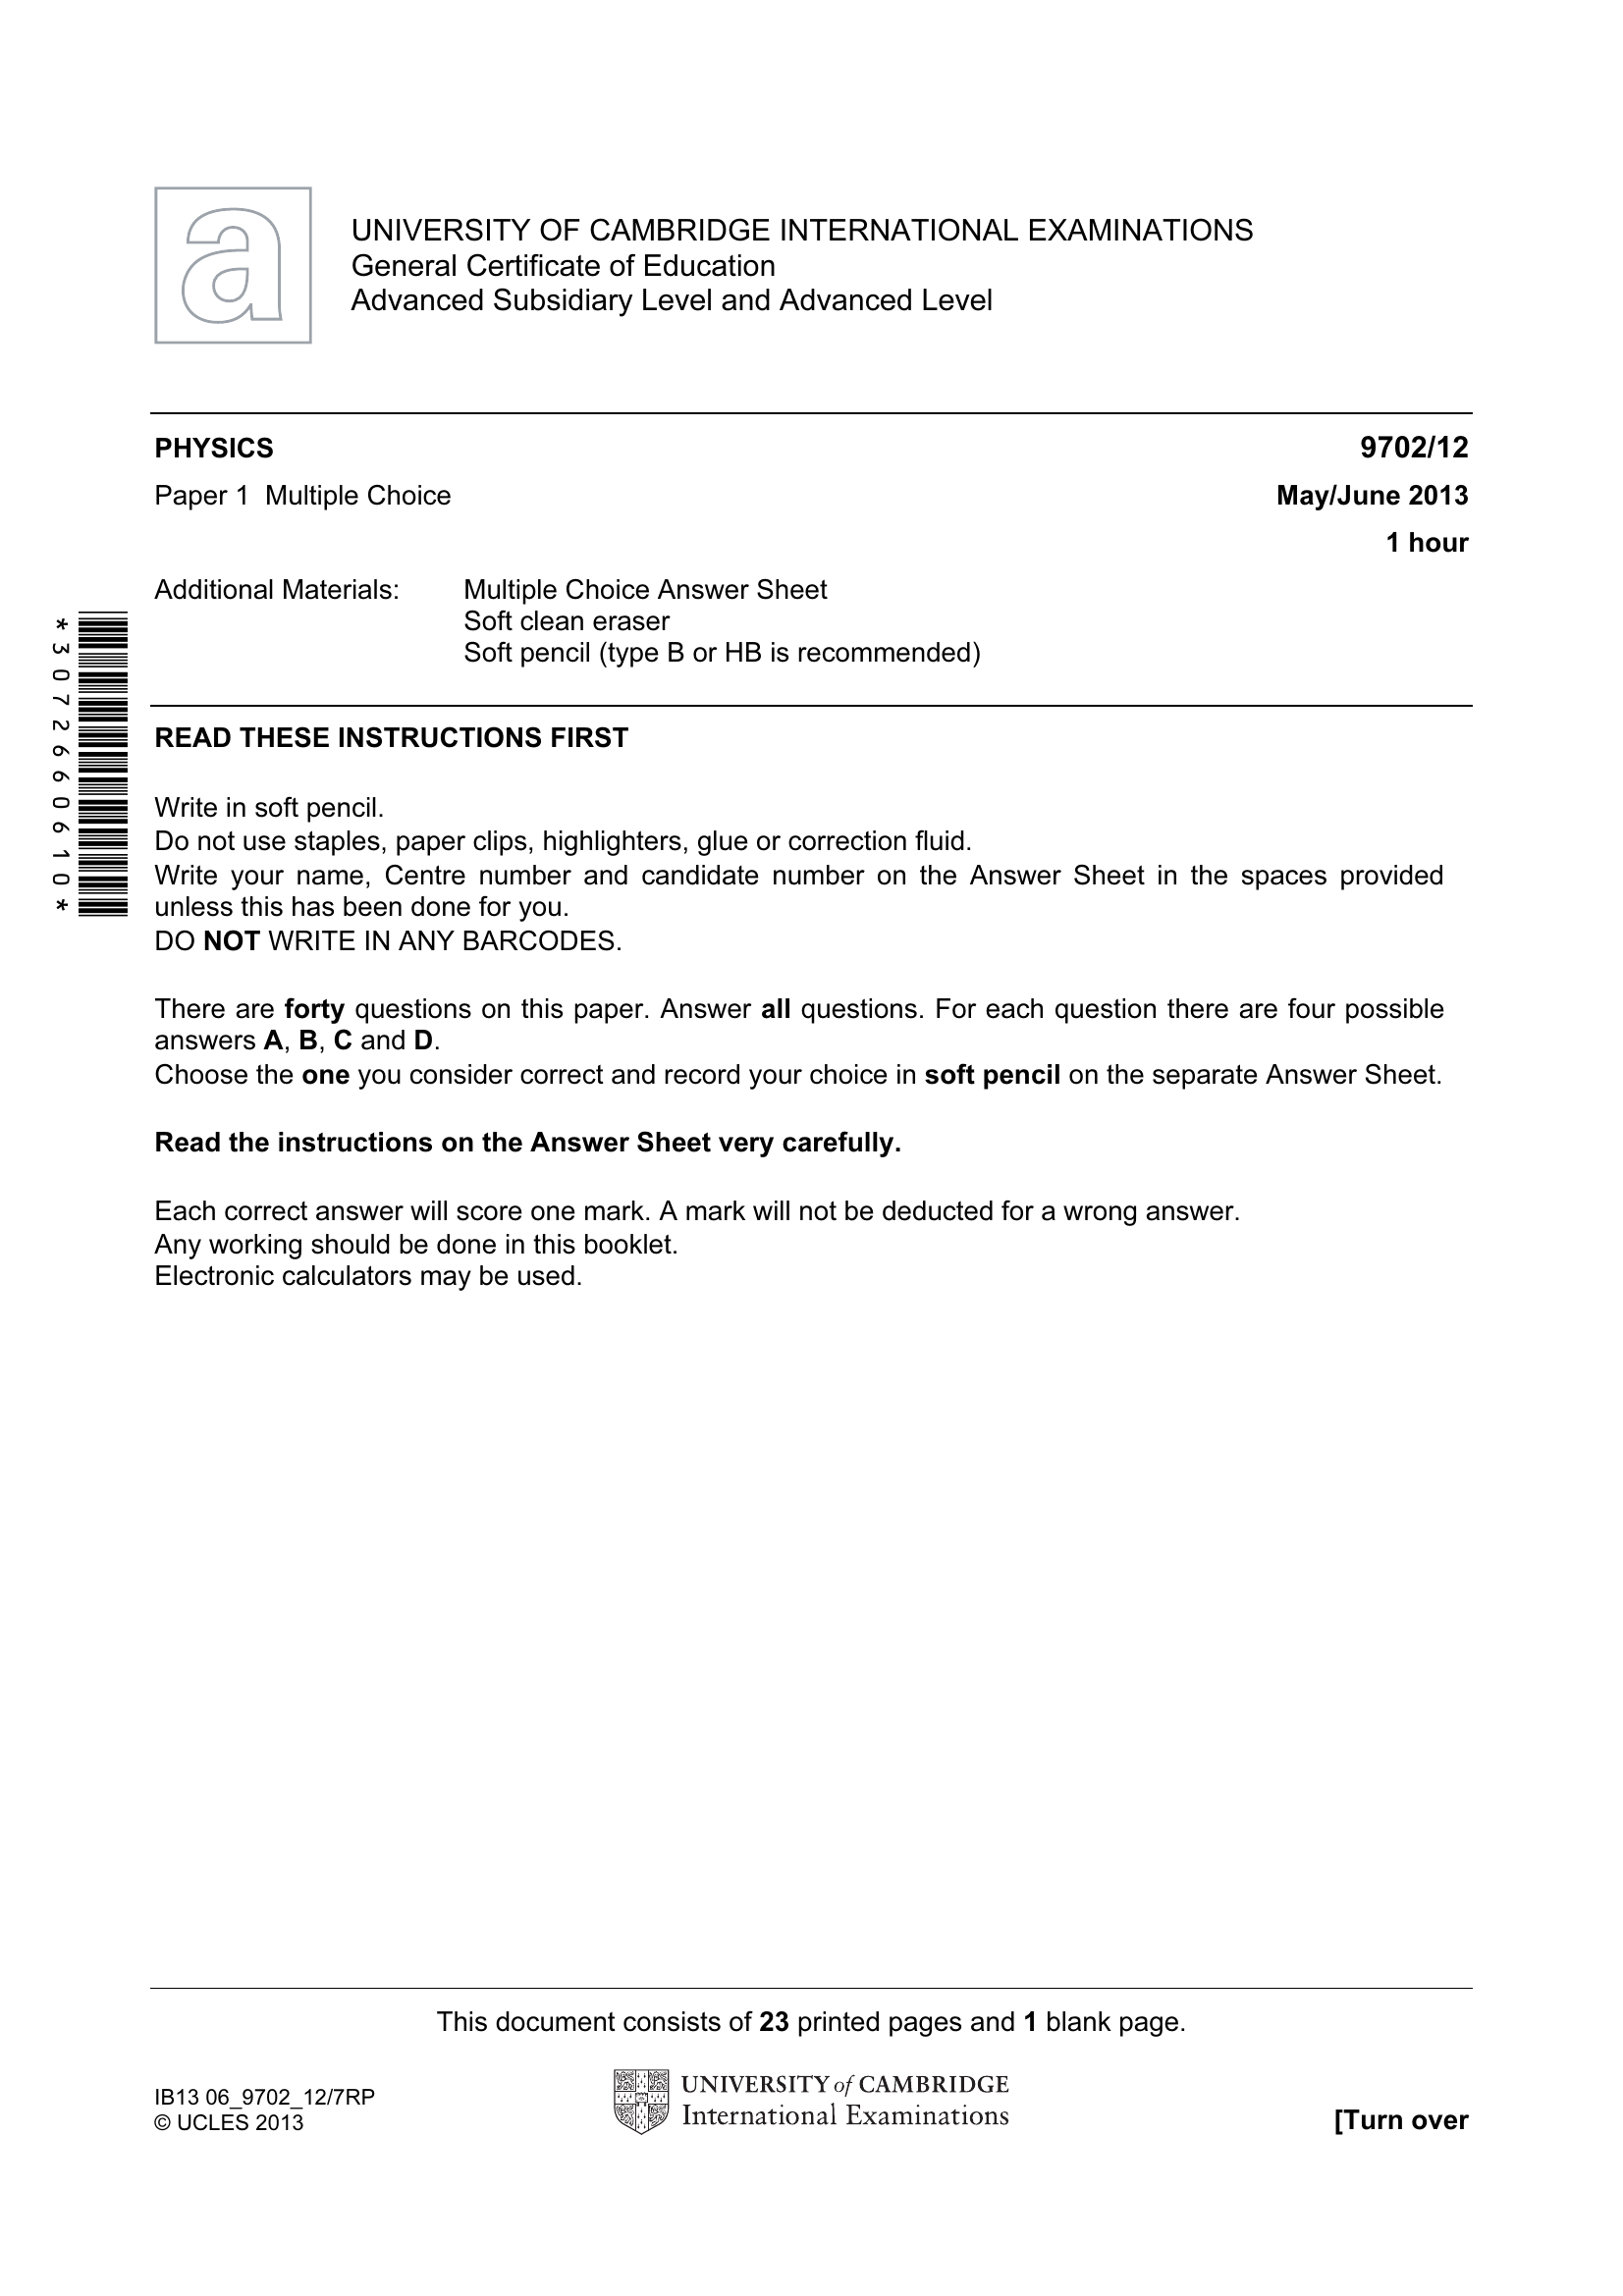 a
UNIVERSITY OF CAMBRIDGE INTERNATIONAL EXAMINATIONS
General Certificate of Education
Advanced Subsidiary Level and Advanced Level
PHYSICS 9702/12
Paper 1 Multiple Choice May/June 2013
1 hour
Additional Materials: Multiple Choice Answer Sheet
Soft clean eraser
Soft pencil (type B or HB is recommended)
*3072660610*
READ THESE INSTRUCTIONS FIRST
Write in soft pencil.
Do not use staples, paper clips, highlighters, glue or correction fluid.
Write your name, Centre number and candidate number on the Answer Sheet in the spaces provided
unless this has been done for you.
DO NOT WRITE IN ANY BARCODES.
There are forty questions on this paper. Answer all questions. For each question there are four possible
answers A, B, C and D.
Choose the one you consider correct and record your choice in soft pencil on the separate Answer Sheet.
Read the instructions on the Answer Sheet very carefully.
Each correct answer will score one mark. A mark will not be deducted for a wrong answer.
Any working should be done in this booklet.
Electronic calculators may be used.
This document consists of 23 printed pages and 1 blank page.
IB13 06_9702_12/7RP
© UCLES 2013
UNIVERSITY of CAMBRIDGE
International Examinations
[Turn over